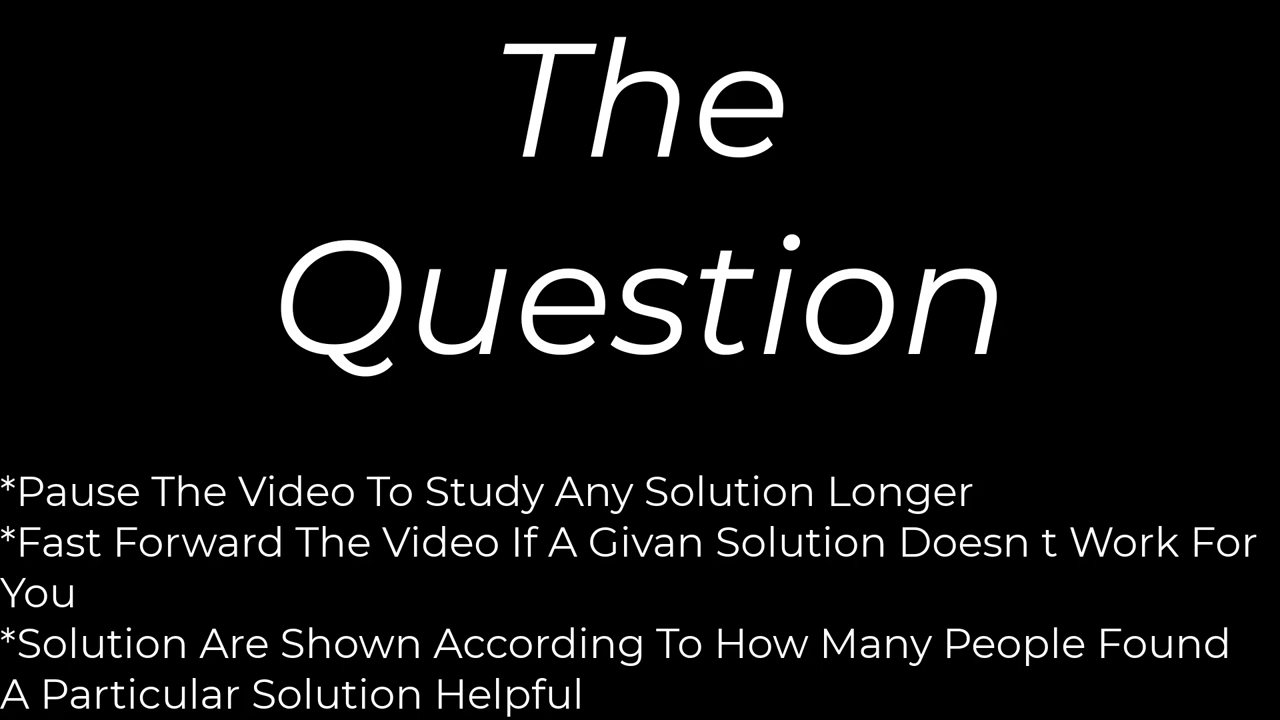 The
Question
*Pause The Video To Study Any Solution Longer
*Fast Forward The Video If A Givan Solution Doesn t Work For
You
*Solution Are Shown According To How Many People Found
A Particular Solution Helpful